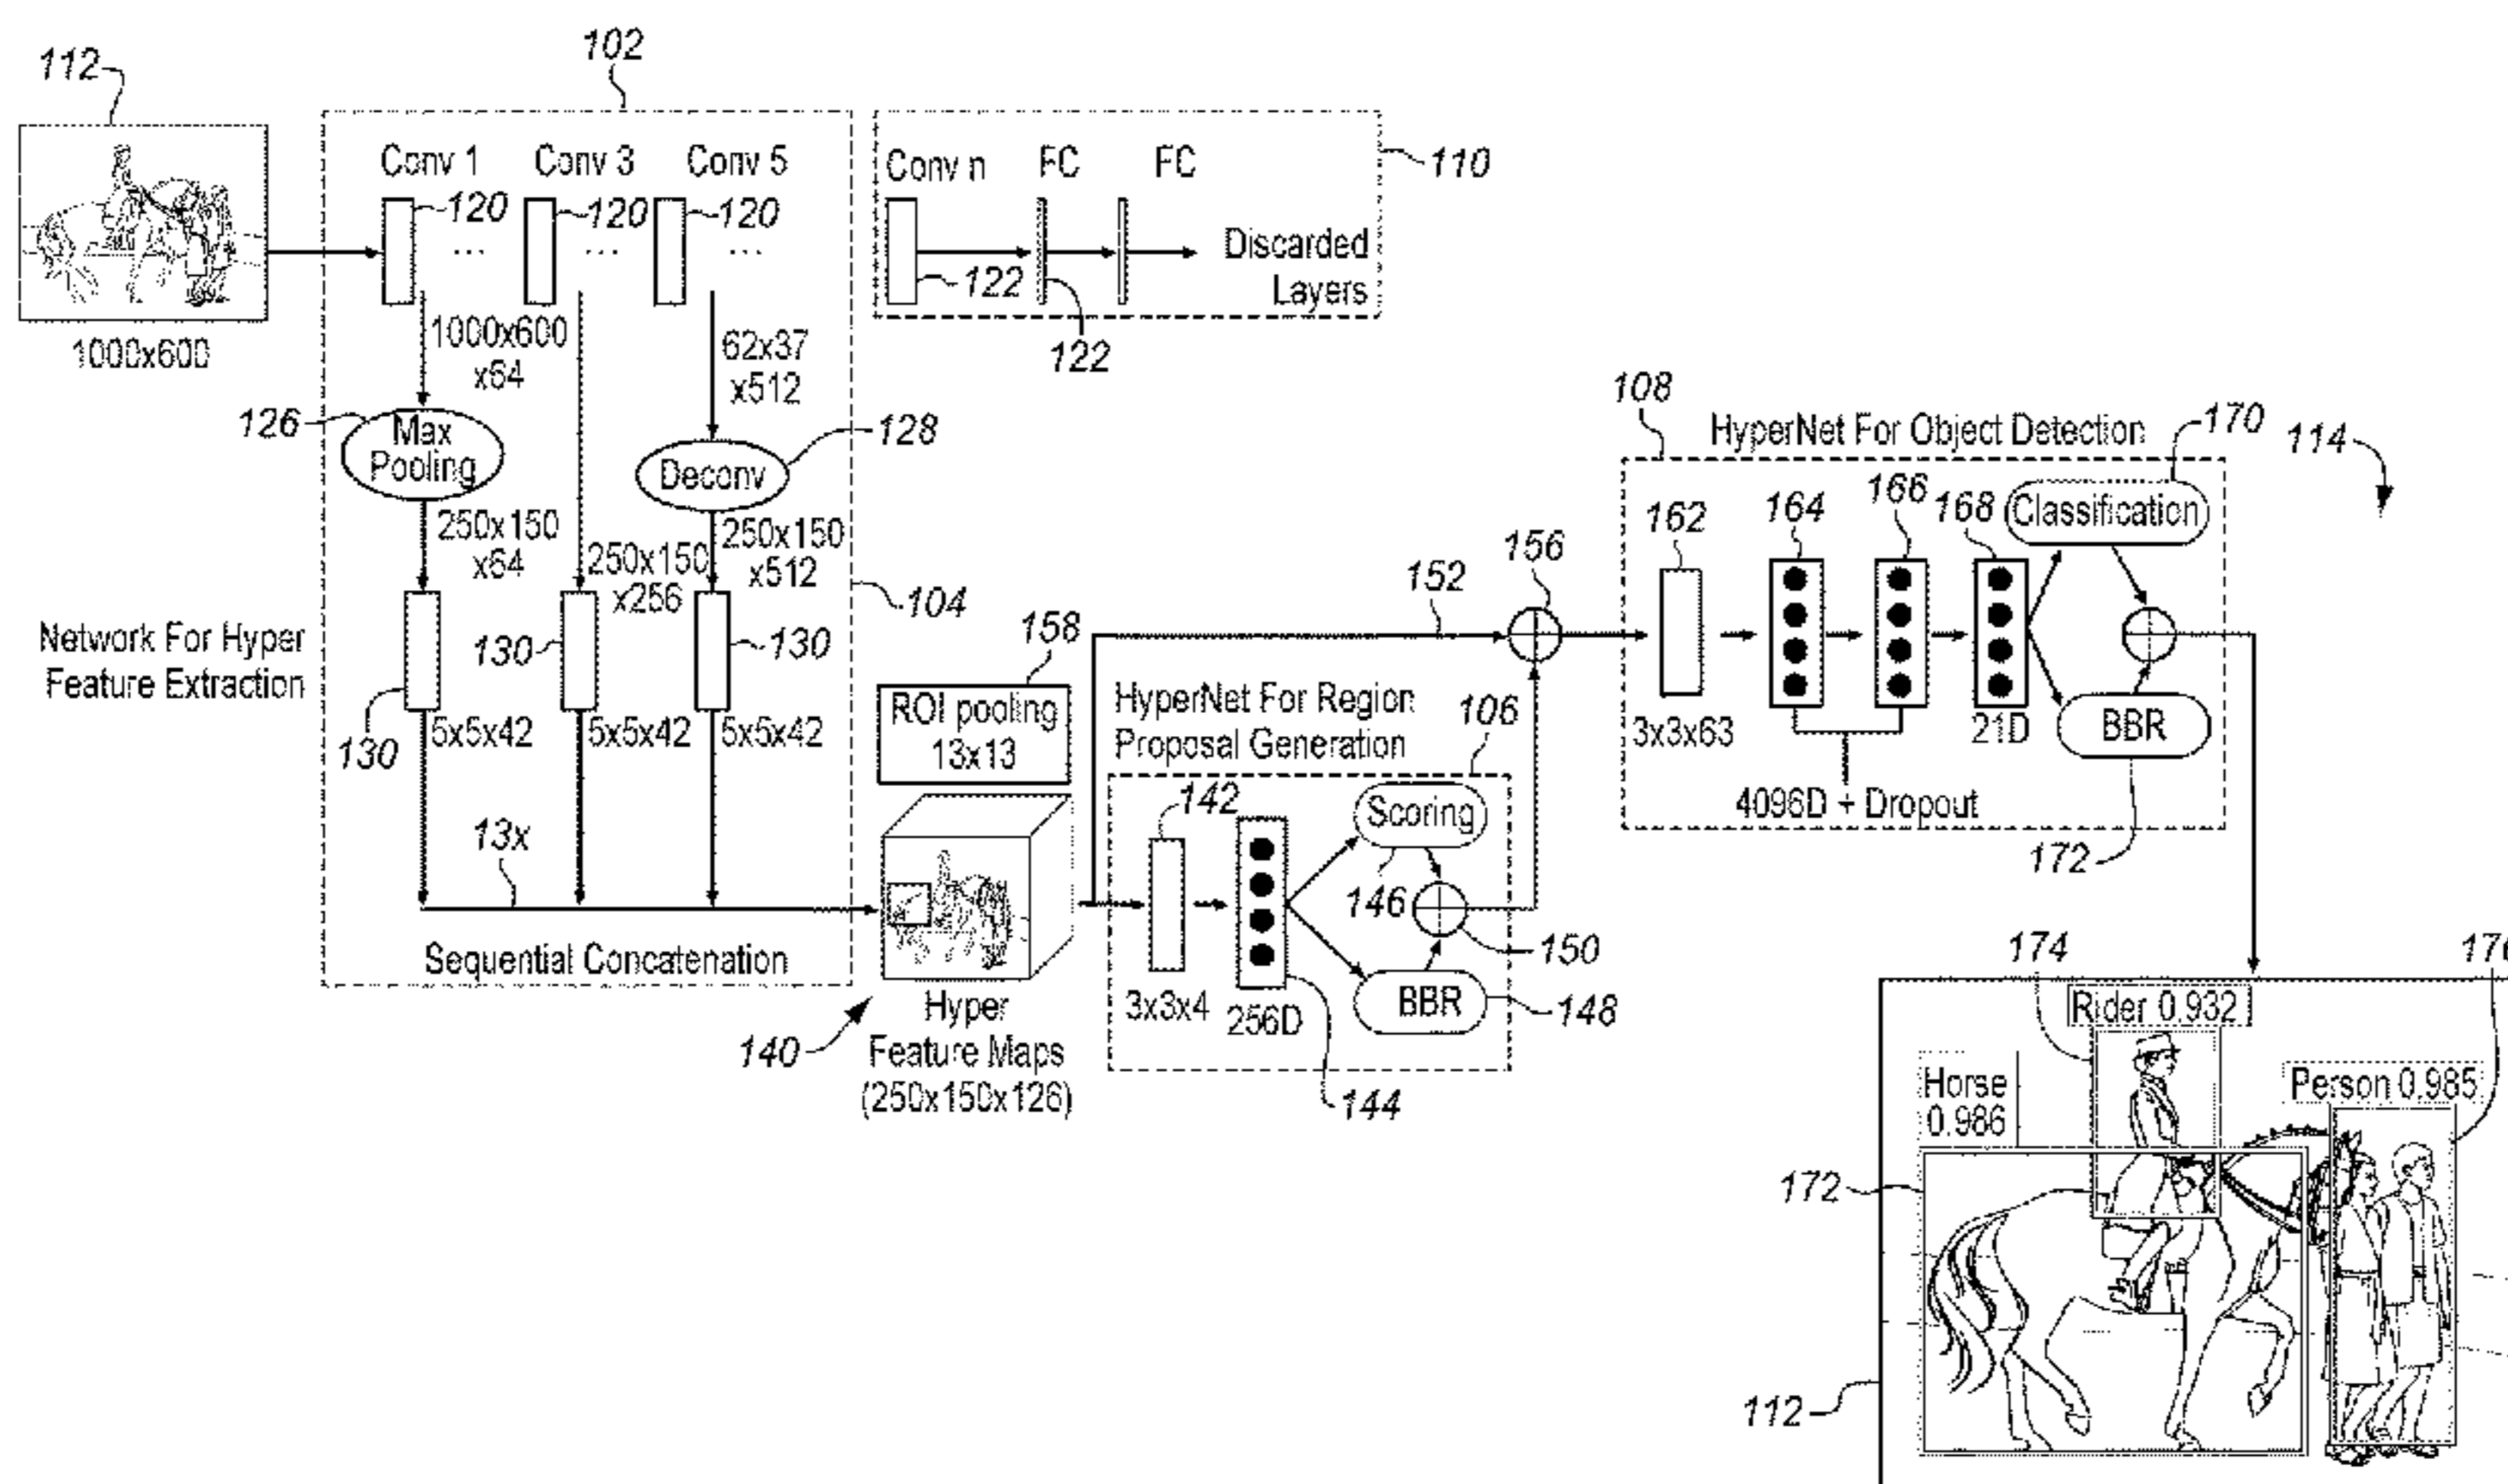 112
102
Conv 1
Conv 3
Conv 5
120
120
120
...
...
...
1000x600
1000x600
x64
62x37
x512
126
Max
Pooling
Deconv
128
250x150
x64
250x150
x256
250x150
x512
104
Network For Hyper
Feature Extraction
130
130
130
5x5x42
5x5x42
5x5x42
13x
Sequential Concatenation
Conv n
FC
FC
110
122
122
Discarded
Layers
158
ROI pooling
13x13
140
Hyper
Feature Maps
(250x150x126)
HyperNet For Region
Proposal Generation
106
142
3x3x4
256D
144
Scoring
146
150
BBR
148
152
156
108
HyperNet For Object Detection
162
164
166
168
170
Classification
114
3x3x63
21D
BBR
4096D + Dropout
172
174
176
Rider 0.932
Horse
0.986
Person 0.985
172
112